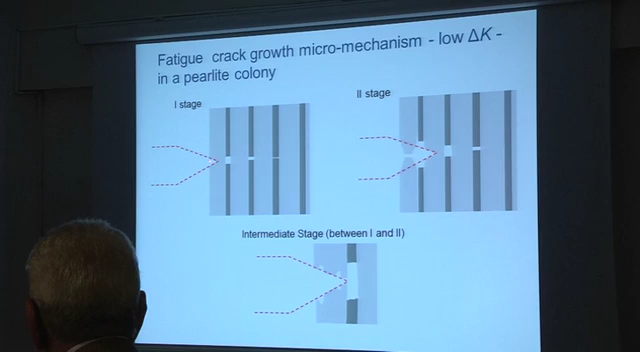 Fatigue crack growth micro-mechanism - low ΔK -
in a pearlite colony
I stage
II stage
Intermediate Stage (between I and II)